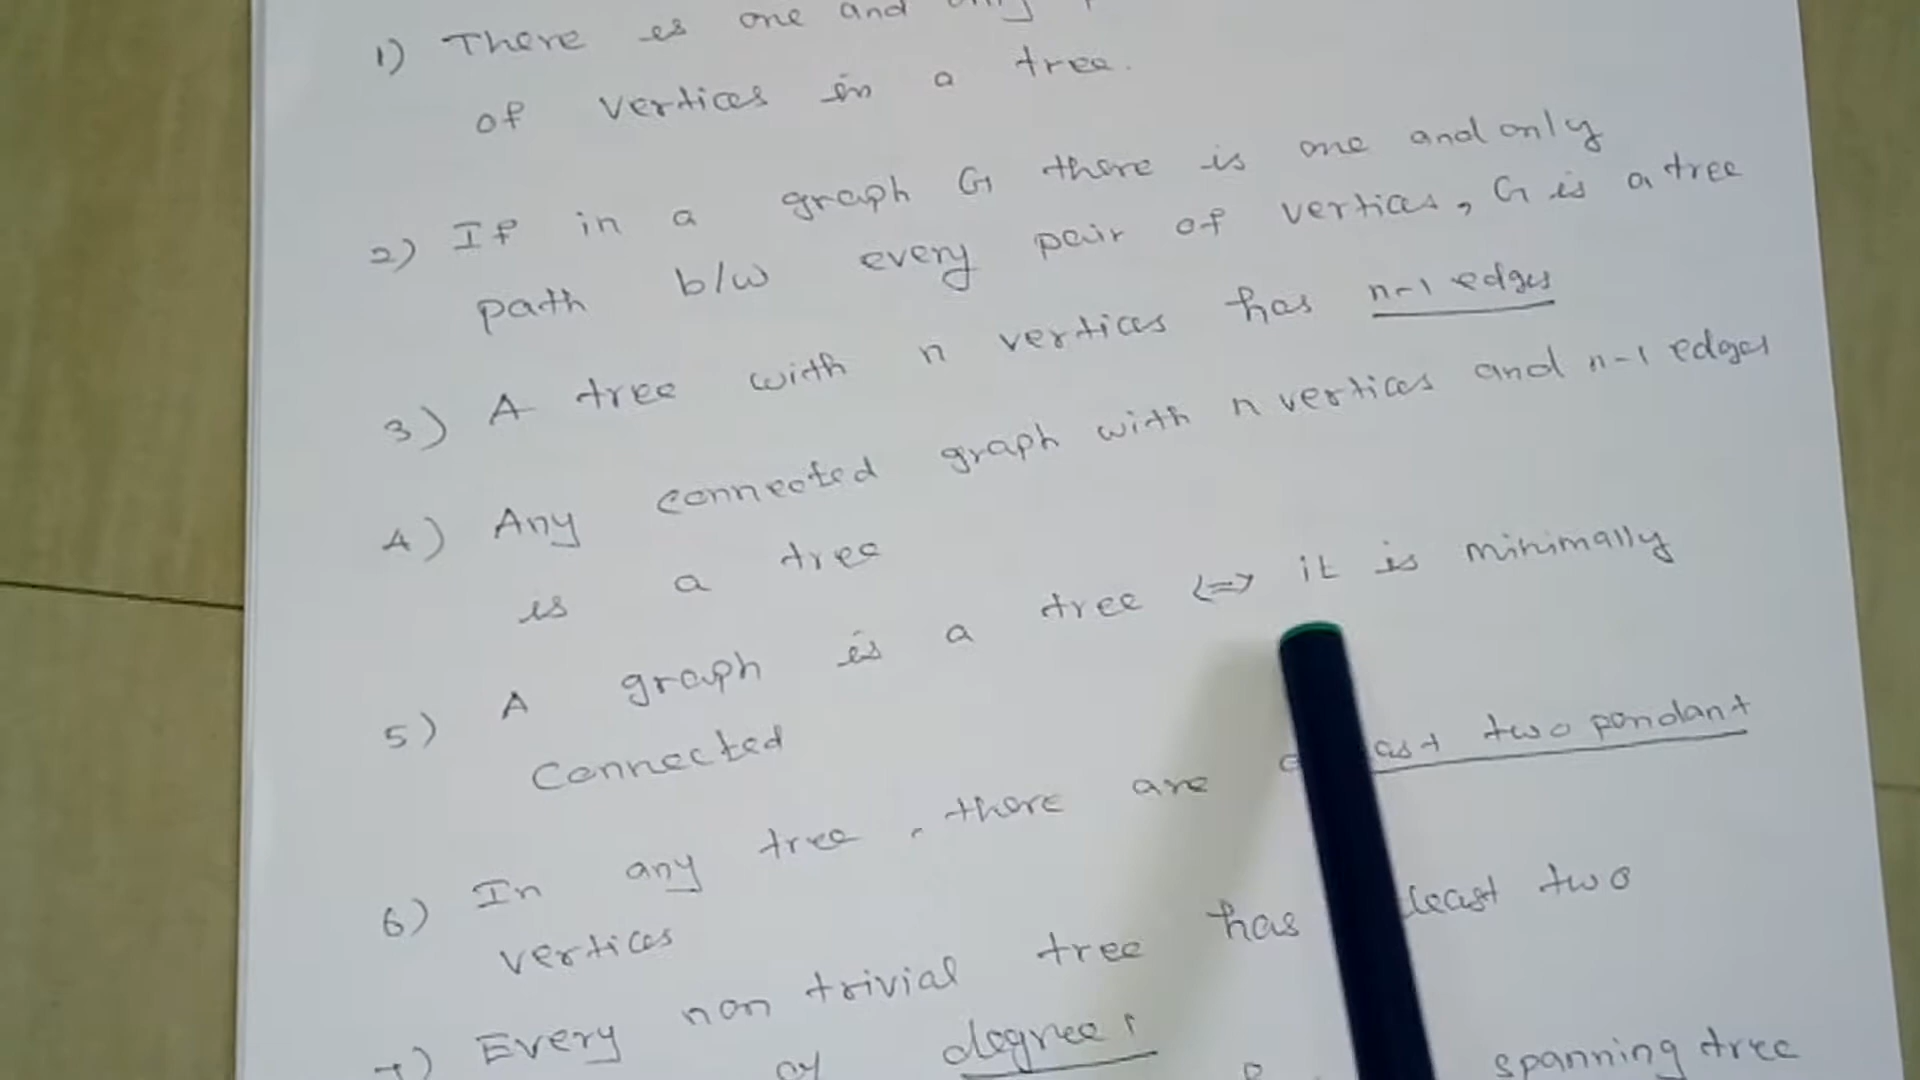 1) There is one and only
of vertices in a tree.
2) If in a graph G there is one and only
path b/w every pair of vertices, G is a tree
3) A tree with n vertices has n-1 edges
4) Any connected graph with n vertices and n-1 edges
is a tree
5) A graph is a tree <=> it is minimally
Connected
6) In any tree, there are two pendant
vertices
7) Every non trivial tree has least two
of degree 1
spanning tree